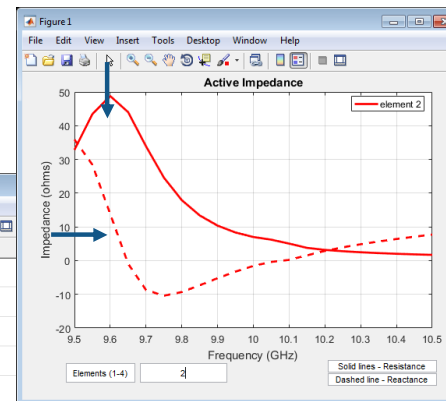 Figure 1
File Edit View Insert Tools Desktop Window Help
Active Impedance
element 2
Impedance (ohms)
50
40
30
20
10
0
-10
-20
9.5 9.6 9.7 9.8 9.9 10 10.1 10.2 10.3 10.4 10.5
Frequency (GHz)
Elements (1-4) 2
Solid lines - Resistance
Dashed line - Reactance